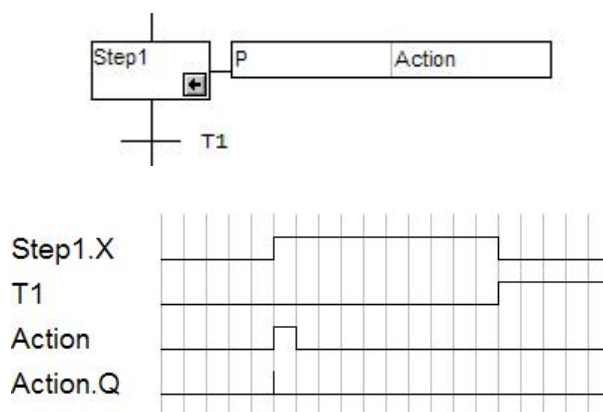 Step1 P Action
T1
Step1.X
T1
Action
Action.Q